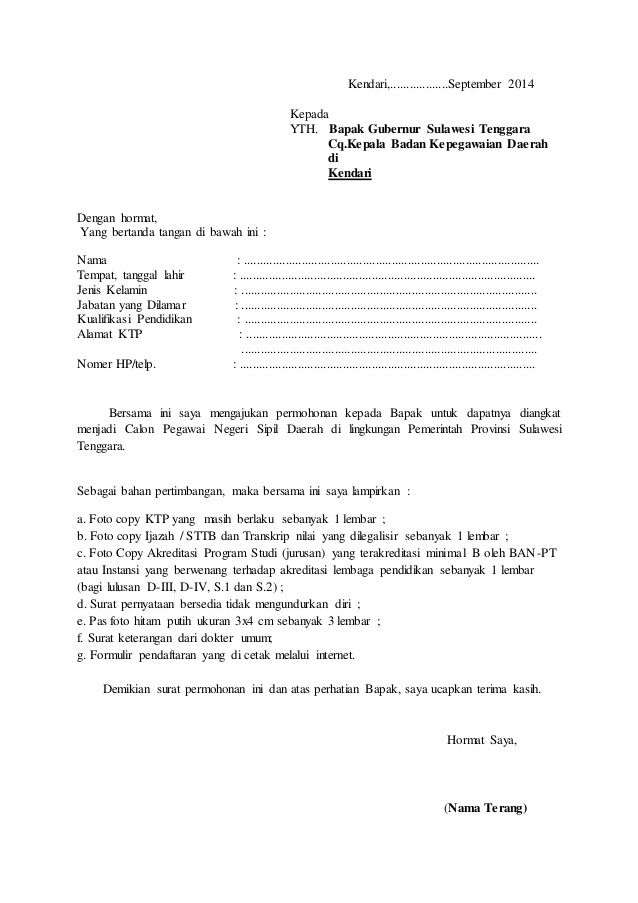 Kendari,..................September 2014
Kepada
YTH. Bapak Gubernur Sulawesi Tenggara
Cq.Kepala Badan Kepegawaian Daerah
di
Kendari
Dengan hormat,
Yang bertanda tangan di bawah ini :
Nama : ............................................................................................
Tempat, tanggal lahir : ............................................................................................
Jenis Kelamin : ............................................................................................
Jabatan yang Dilamar : ............................................................................................
Kualifikasi Pendidikan : ............................................................................................
Alamat KTP : ............................................................................................
............................................................................................
Nomer HP/telp. : ............................................................................................
Bersama ini saya mengajukan permohonan kepada Bapak untuk dapatnya diangkat
menjadi Calon Pegawai Negeri Sipil Daerah di lingkungan Pemerintah Provinsi Sulawesi
Tenggara.
Sebagai bahan pertimbangan, maka bersama ini saya lampirkan :
a. Foto copy KTP yang masih berlaku sebanyak 1 lembar ;
b. Foto copy Ijazah / STTB dan Transkrip nilai yang dilegalisir sebanyak 1 lembar ;
c. Foto Copy Akreditasi Program Studi (jurusan) yang terakreditasi minimal B oleh BAN-PT
atau Instansi yang berwenang terhadap akreditasi lembaga pendidikan sebanyak 1 lembar
(bagi lulusan D-III, D-IV, S.1 dan S.2) ;
d. Surat pernyataan bersedia tidak mengundurkan diri ;
e. Pas foto hitam putih ukuran 3x4 cm sebanyak 3 lembar ;
f. Surat keterangan dari dokter umum;
g. Formulir pendaftaran yang di cetak melalui internet.
Demikian surat permohonan ini dan atas perhatian Bapak, saya ucapkan terima kasih.
Hormat Saya,
(Nama Terang)